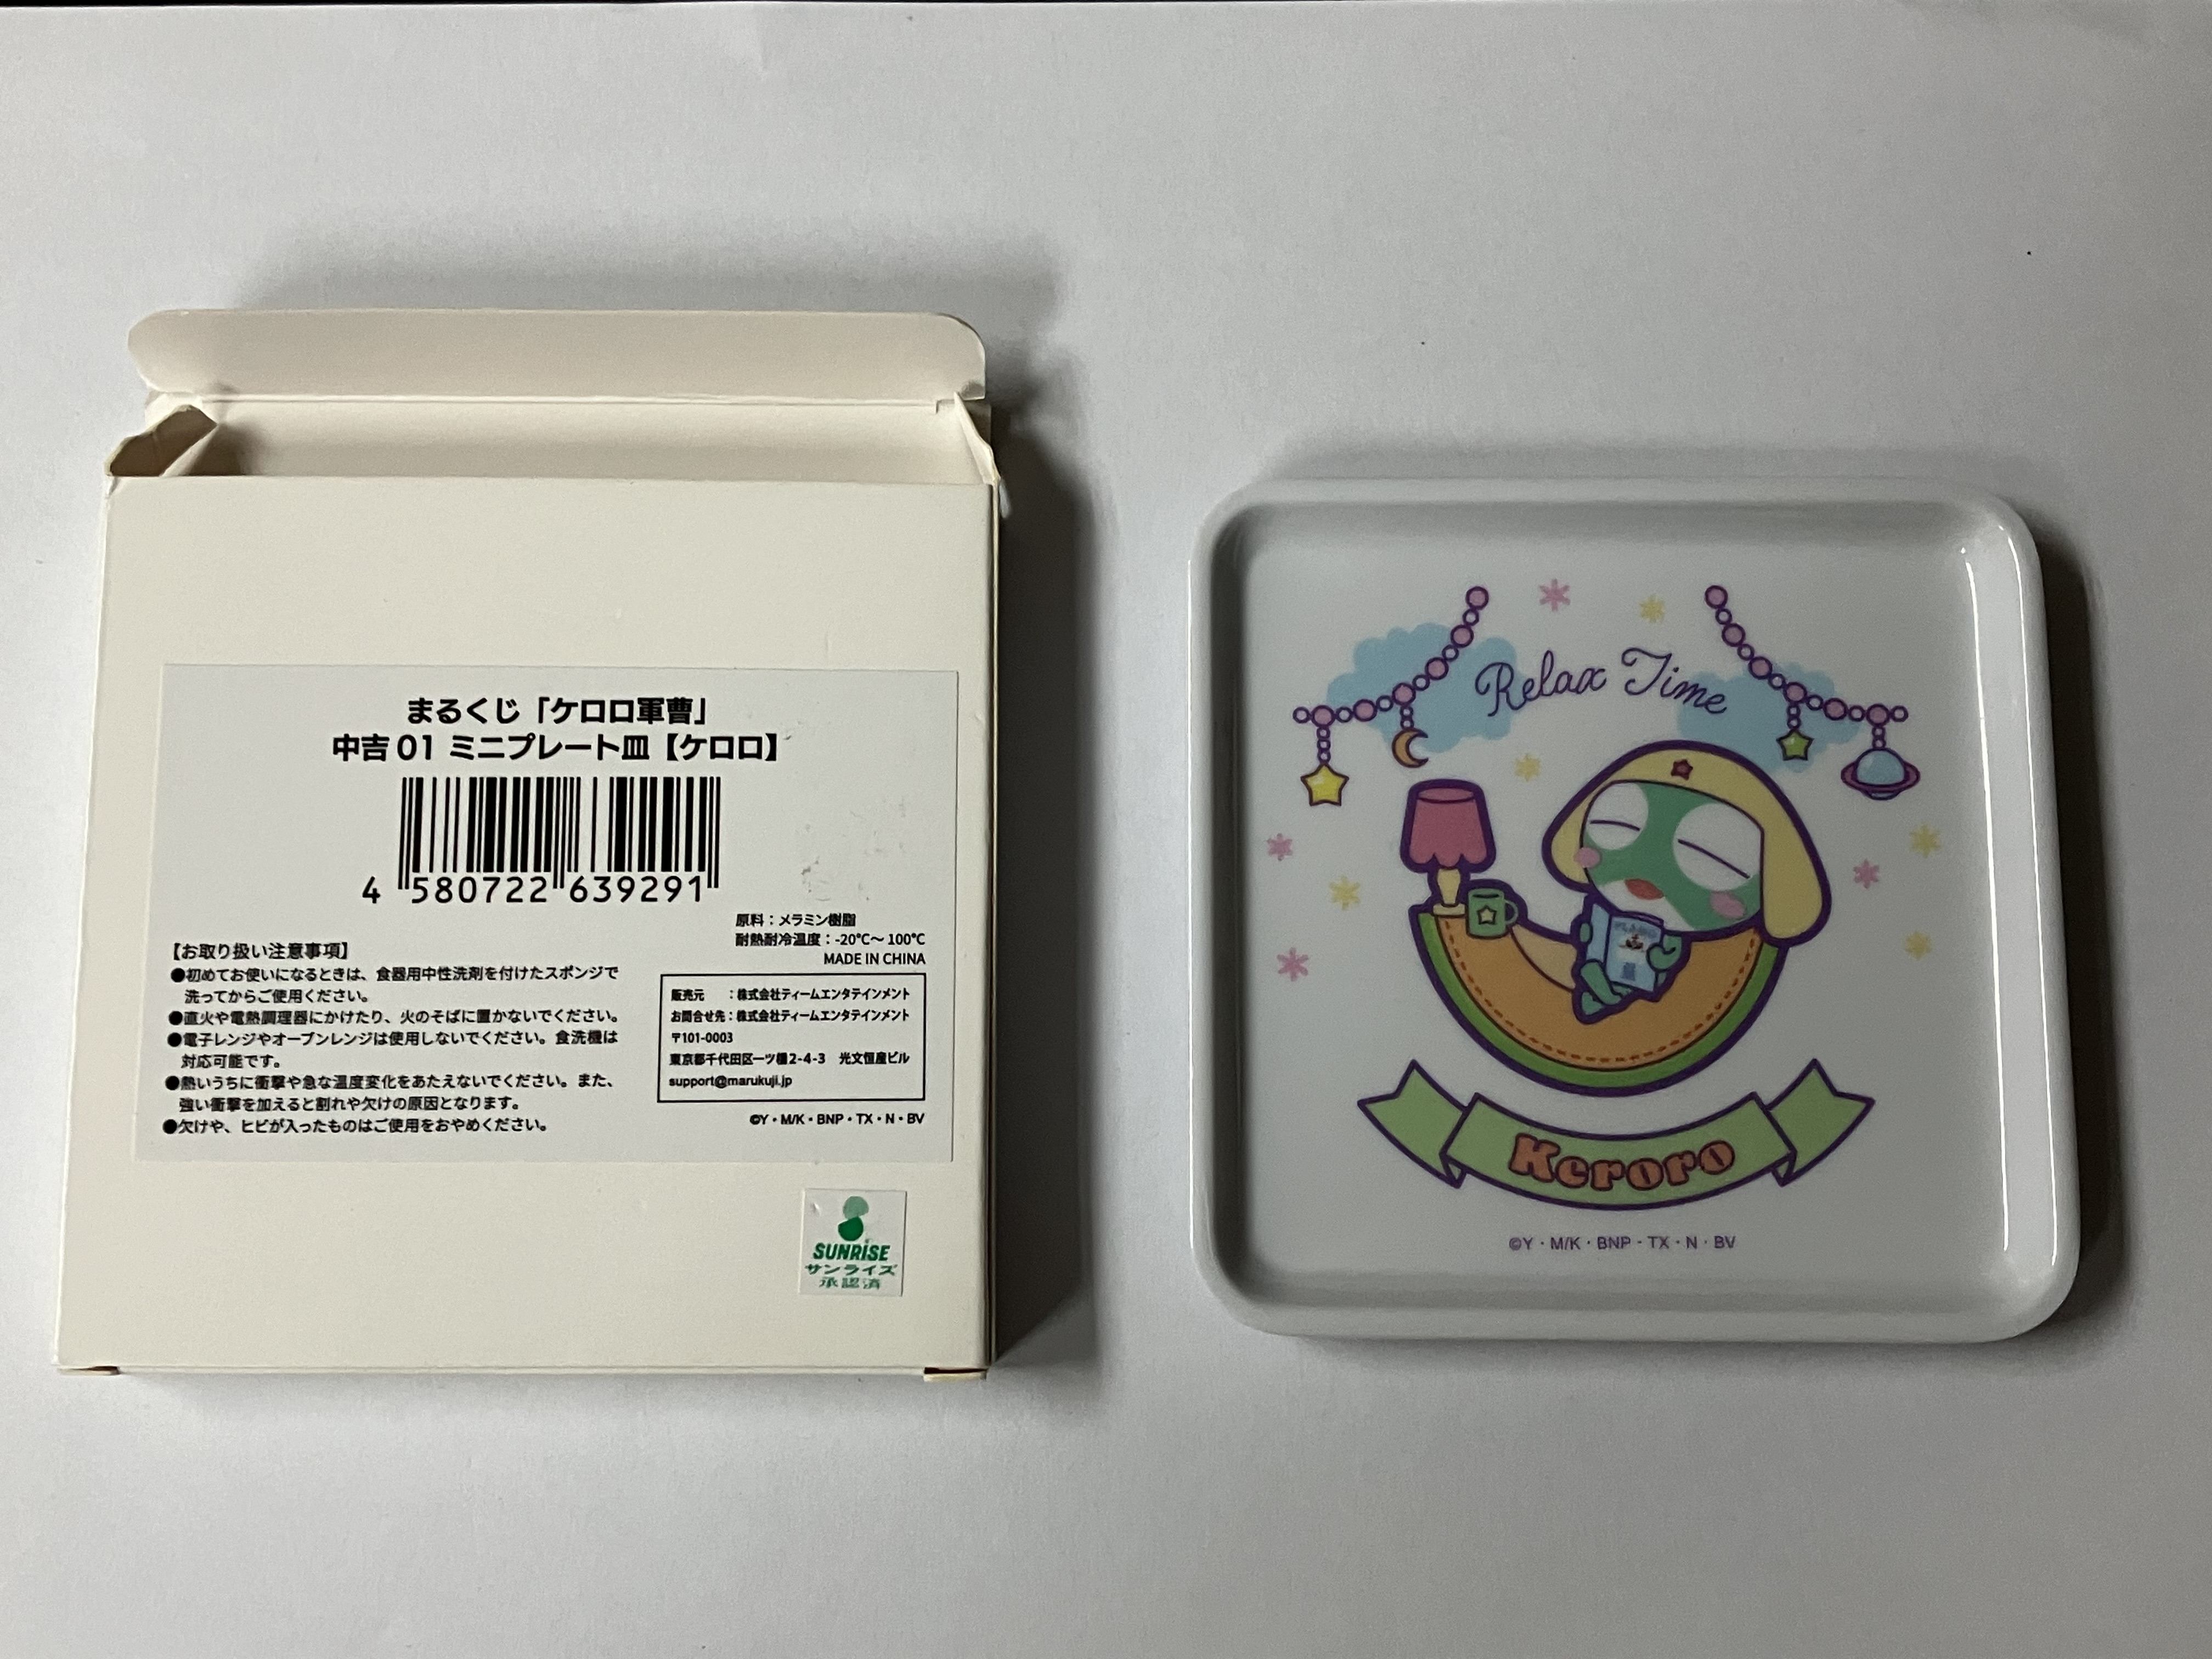 まるくじ「ケロロ軍曹」
中吉 01 ミニプレート皿【ケロロ】
4 580722 639291
原料：メラミン樹脂
耐熱耐冷温度：-20℃～ 100℃
MADE IN CHINA
【お取り扱い注意事項】
●初めてお使いになるときは、食器用中性洗剤を付けたスポンジで
洗ってからご使用ください。
●直火や電熱調理器にかけたり、火のそばに置かないでください。
●電子レンジやオーブンレンジは使用しないでください。食洗機は
対応可能です。
●熱いうちに衝撃や急な温度変化をあたえないでください。また、
強い衝撃を加えると割れや欠けの原因となります。
●欠けや、ヒビが入ったものはご使用をおやめください。
販売元　：株式会社ティームエンタテインメント
お問合せ先：株式会社ティームエンタテインメント
〒101-0003
東京都千代田区一ツ橋2-4-3　光文恒産ビル
support@marukuji.jp
©Y・M/K・BNP・TX・N・BV
SUNRISE
サンライズ
承認済
Relax Time
Keroro
©Y・M/K・BNP・TX・N・BV